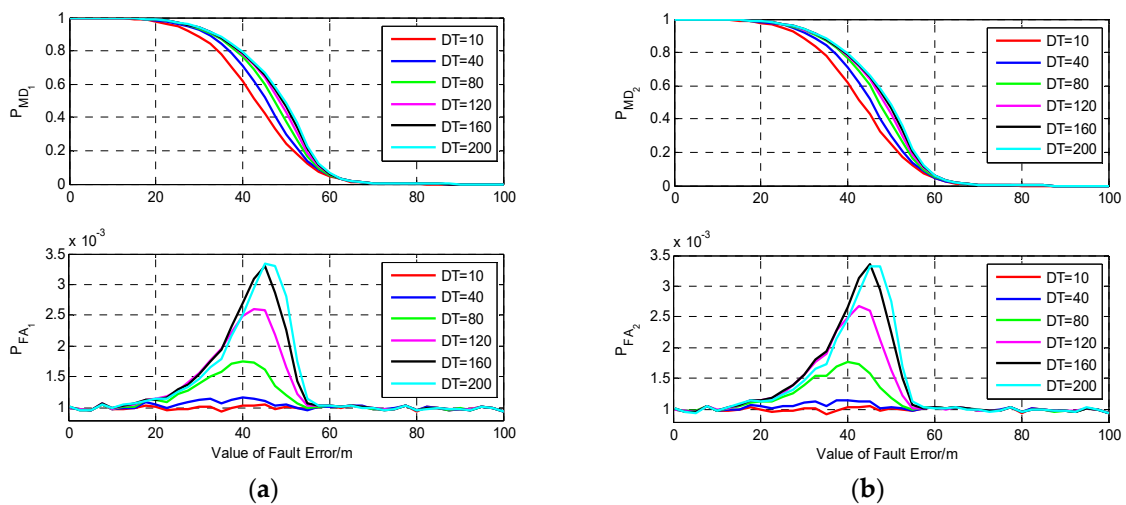 1
0.8
0.6
0.4
0.2
0
P_MD_1
0 20 40 60 80 100
DT=10
DT=40
DT=80
DT=120
DT=160
DT=200
x 10^-3
3.5
3
2.5
2
1.5
1
P_FA_1
0 20 40 60 80 100
Value of Fault Error/m
DT=10
DT=40
DT=80
DT=120
DT=160
DT=200
(a)
1
0.8
0.6
0.4
0.2
0
P_MD_2
0 20 40 60 80 100
DT=10
DT=40
DT=80
DT=120
DT=160
DT=200
x 10^-3
3.5
3
2.5
2
1.5
1
P_FA_2
0 20 40 60 80 100
Value of Fault Error/m
DT=10
DT=40
DT=80
DT=120
DT=160
DT=200
(b)